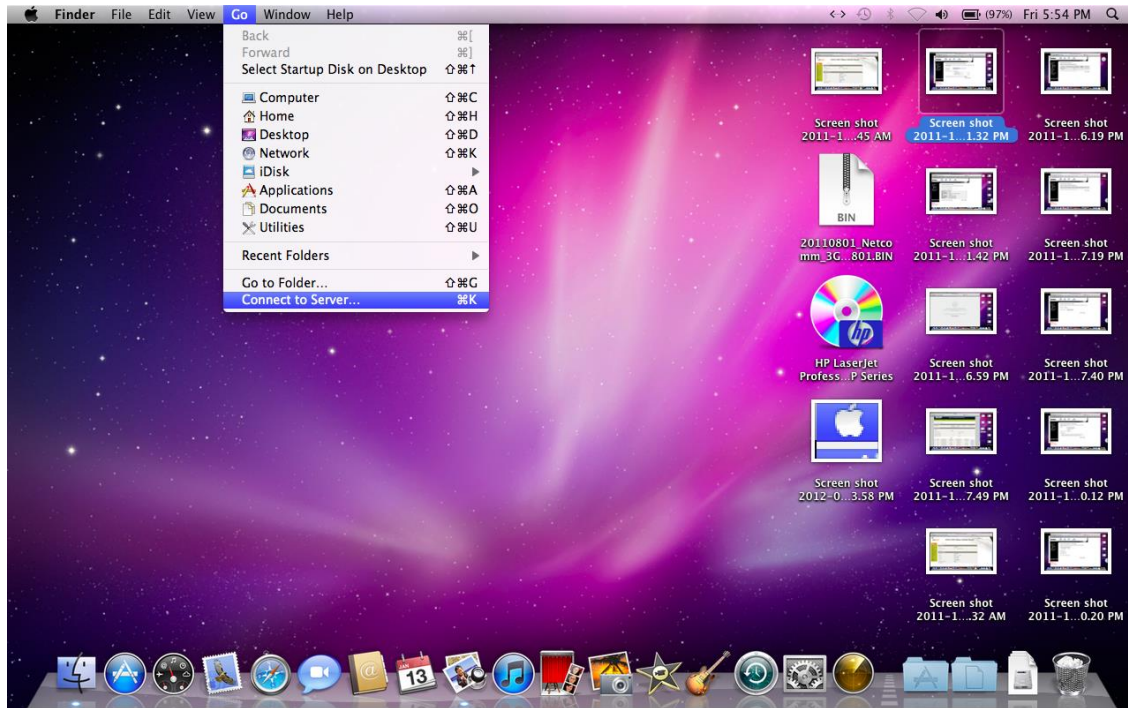 Finder File Edit View Go Window Help (97%) Fri 5:54 PM
Back ⌘[
Forward ⌘]
Select Startup Disk on Desktop ⇧⌘↑
Computer ⇧⌘C
Home ⇧⌘H
Desktop ⇧⌘D
Network ⇧⌘K
iDisk
Applications ⇧⌘A
Documents ⇧⌘O
Utilities ⇧⌘U
Recent Folders
Go to Folder... ⇧⌘G
Connect to Server... ⌘K
Screen shot
2011-1....45 AM
Screen shot
2011-1...1.32 PM
Screen shot
2011-1...6.19 PM
BIN
20110801_Netco
mm_3G...801.BIN
Screen shot
2011-1...1.42 PM
Screen shot
2011-1...7.19 PM
hp
HP LaserJet
Profess...P Series
Screen shot
2011-1...6.59 PM
Screen shot
2011-1...7.40 PM
Screen shot
2012-0...3.58 PM
Screen shot
2011-1...7.49 PM
Screen shot
2011-1...0.12 PM
Screen shot
2011-1....32 AM
Screen shot
2011-1...0.20 PM
JAN
13